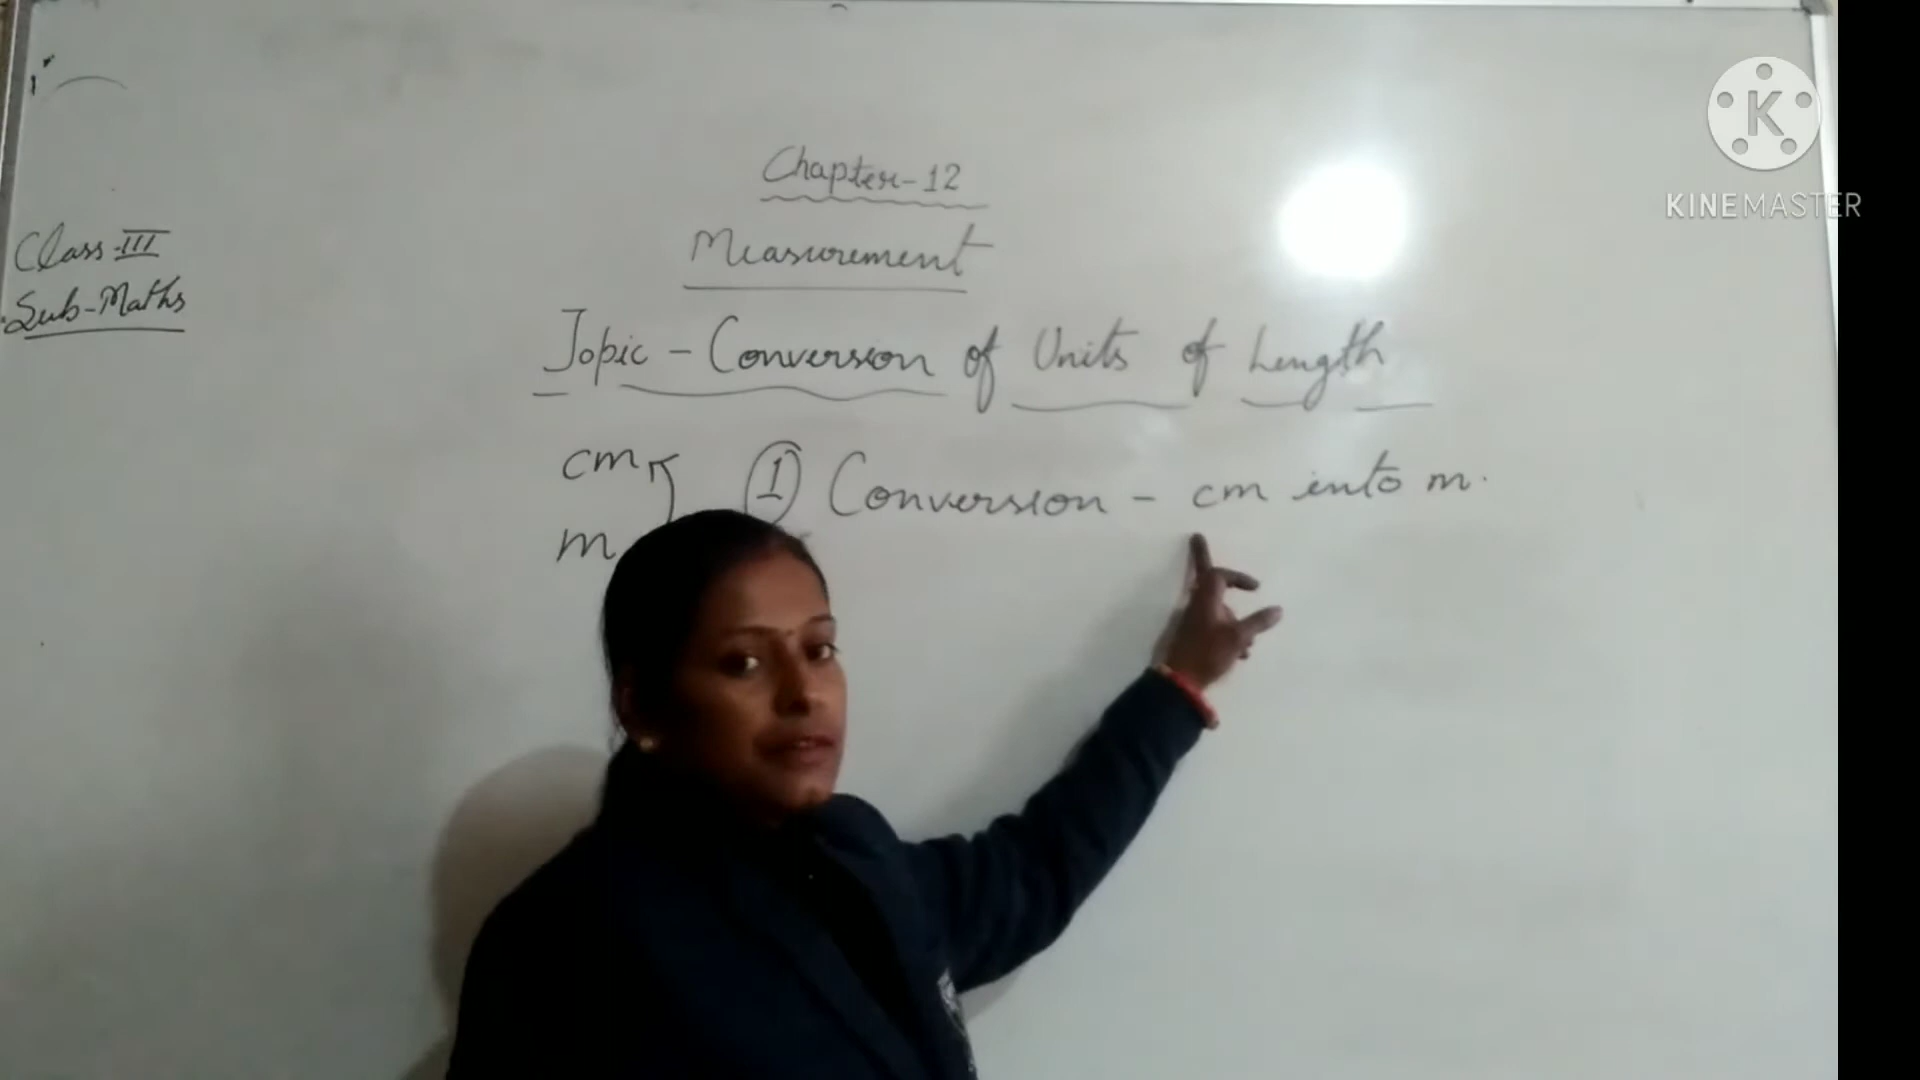 Chapter-12
Measurement
Class-III
Sub-Maths
Topic - Conversion of Units of Length
cm
m
① Conversion - cm into m.
K
KINEMASTER